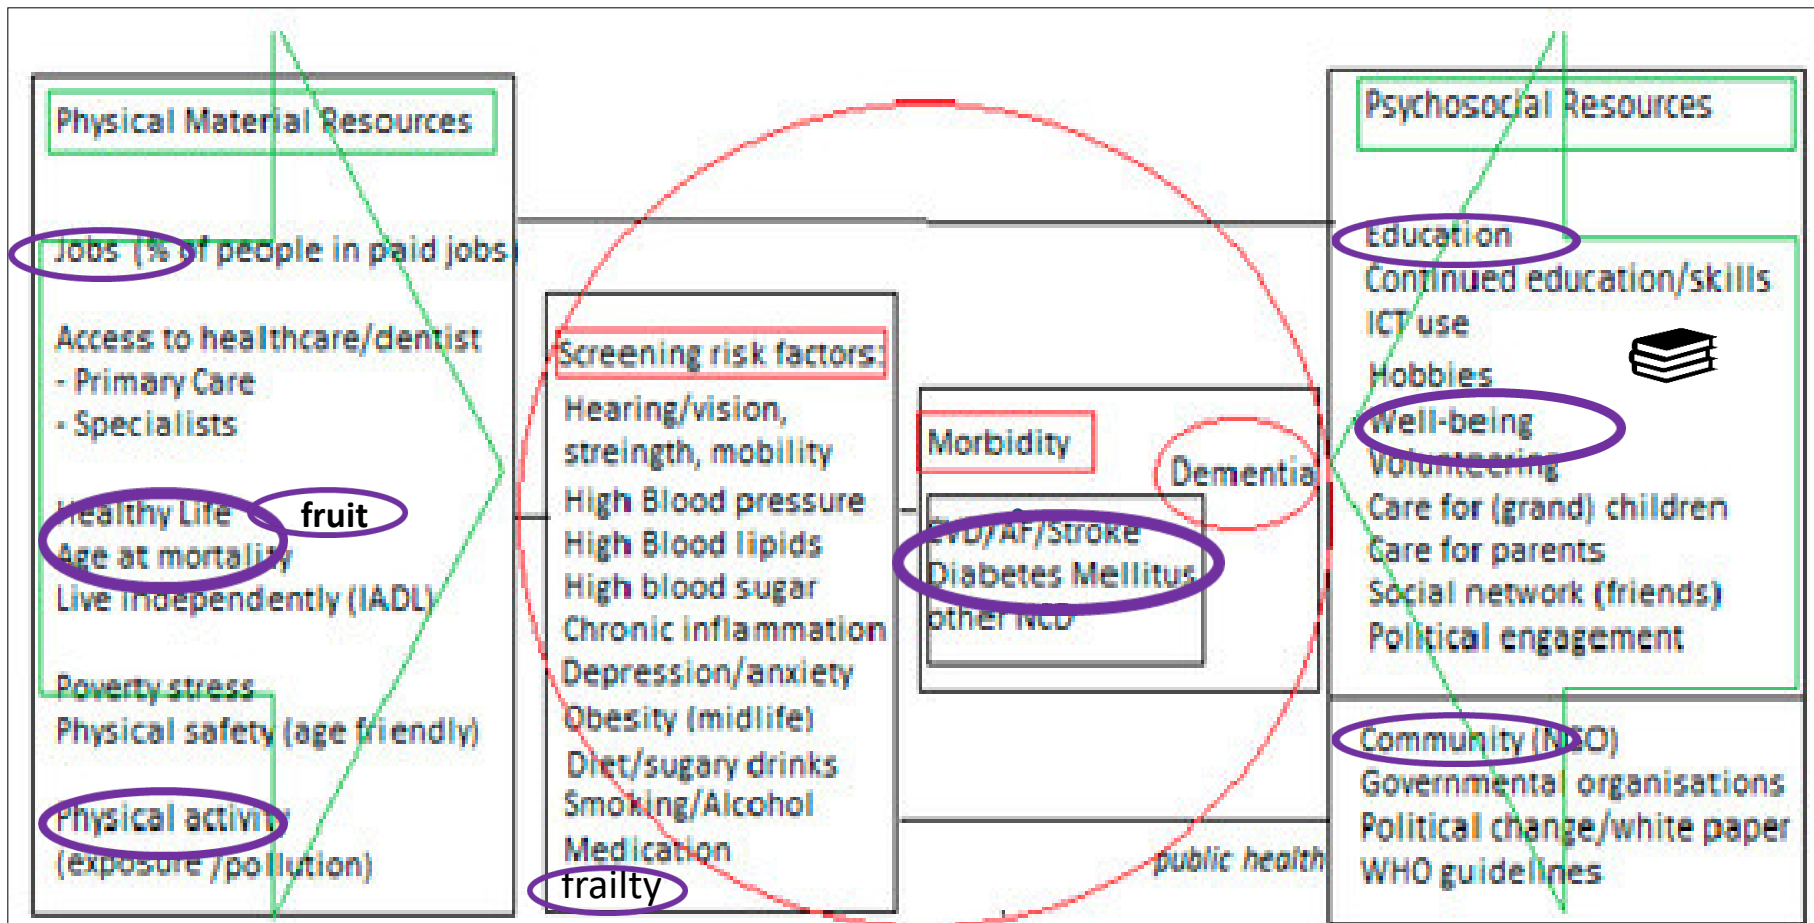 Physical Material Resources
Jobs (% of people in paid jobs)
Access to healthcare/dentist
- Primary Care
- Specialists
Healthy Life
fruit
Age at mortality
Live independently (IADL)
Poverty stress
Physical safety (age friendly)
Physical activity
(exposure /pollution)
Screening risk factors:
Hearing/vision,
streingth, mobility
High Blood pressure
High Blood lipids
High blood sugar
Chronic inflammation
Depression/anxiety
Obesity (midlife)
Diet/sugary drinks
Smoking/Alcohol
Medication
frailty
Morbidity
Dementia
CVD/AF/Stroke
Diabetes Mellitus
other NCD
public health
Psychosocial Resources
Education
Continued education/skills
ICT use
Hobbies
Well-being
Volunteering
Care for (grand) children
Care for parents
Social network (friends)
Political engagement
Community (NGO)
Governmental organisations
Political change/white paper
WHO guidelines